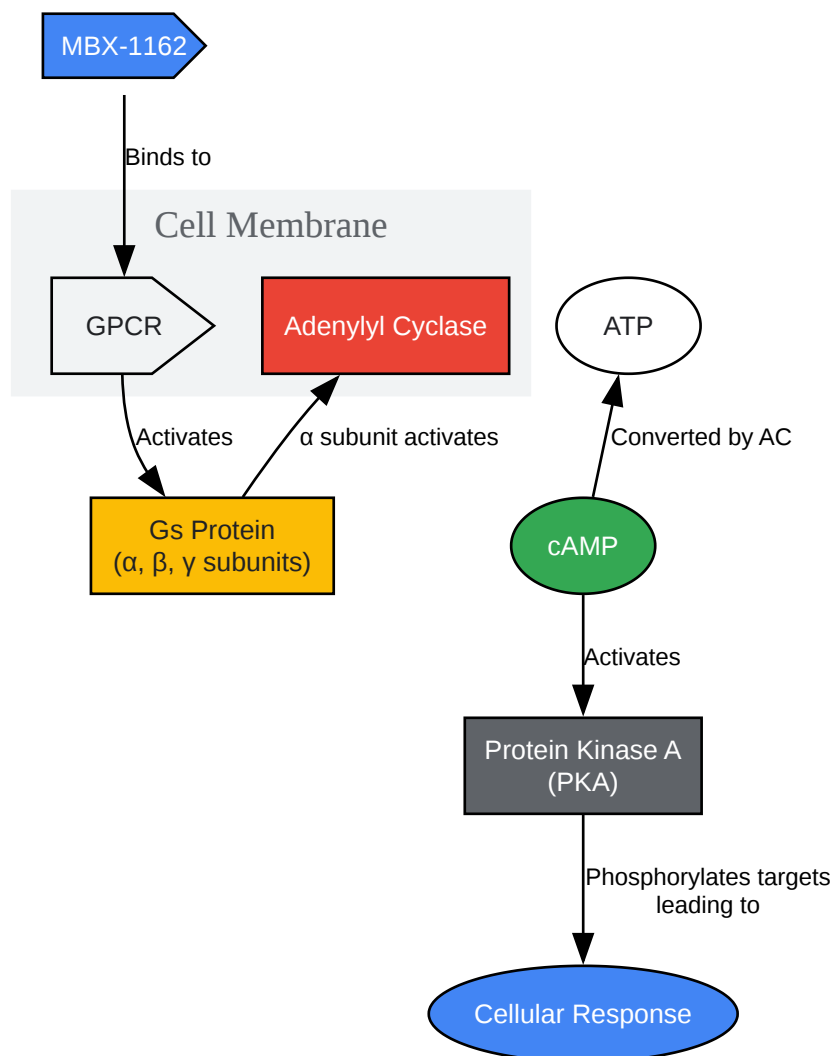 MBX-1162
Binds to
Cell Membrane
GPCR
Adenylyl Cyclase
ATP
Activates
α subunit activates
Converted by AC
Gs Protein
(α, β, γ subunits)
cAMP
Activates
Protein Kinase A
(PKA)
Phosphorylates targets
leading to
Cellular Response